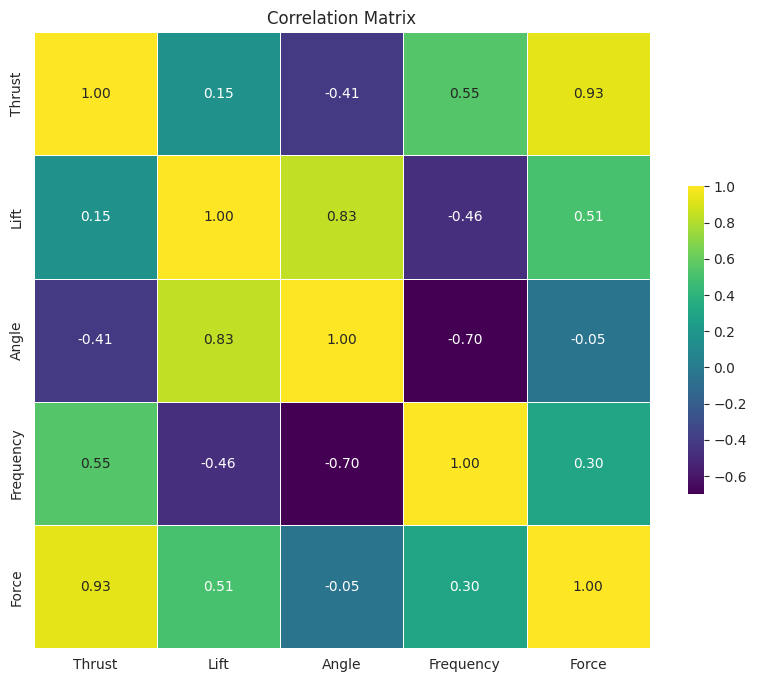 Correlation Matrix
Thrust 1.00 0.15 -0.41 0.55 0.93
Lift 0.15 1.00 0.83 -0.46 0.51
Angle -0.41 0.83 1.00 -0.70 -0.05
Frequency 0.55 -0.46 -0.70 1.00 0.30
Force 0.93 0.51 -0.05 0.30 1.00
Thrust Lift Angle Frequency Force
1.0
0.8
0.6
0.4
0.2
0.0
−0.2
−0.4
−0.6